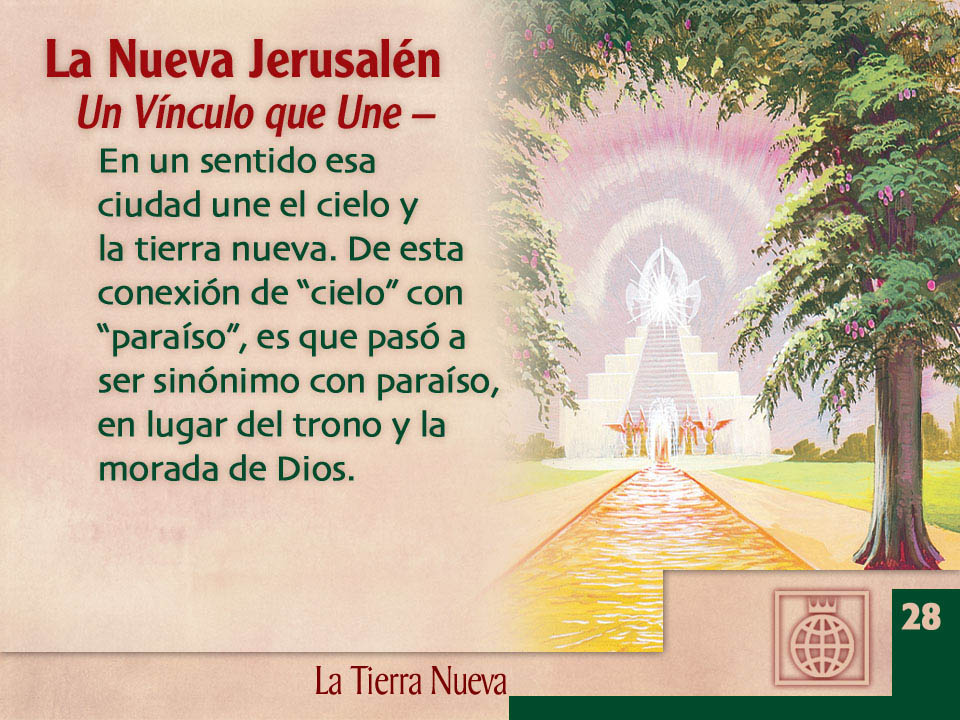 La Nueva Jerusalén
Un Vínculo que Une –
En un sentido esa
ciudad une el cielo y
la tierra nueva. De esta
conexión de “cielo” con
“paraíso”, es que pasó a
ser sinónimo con paraíso,
en lugar del trono y la
morada de Dios.
28
La Tierra Nueva